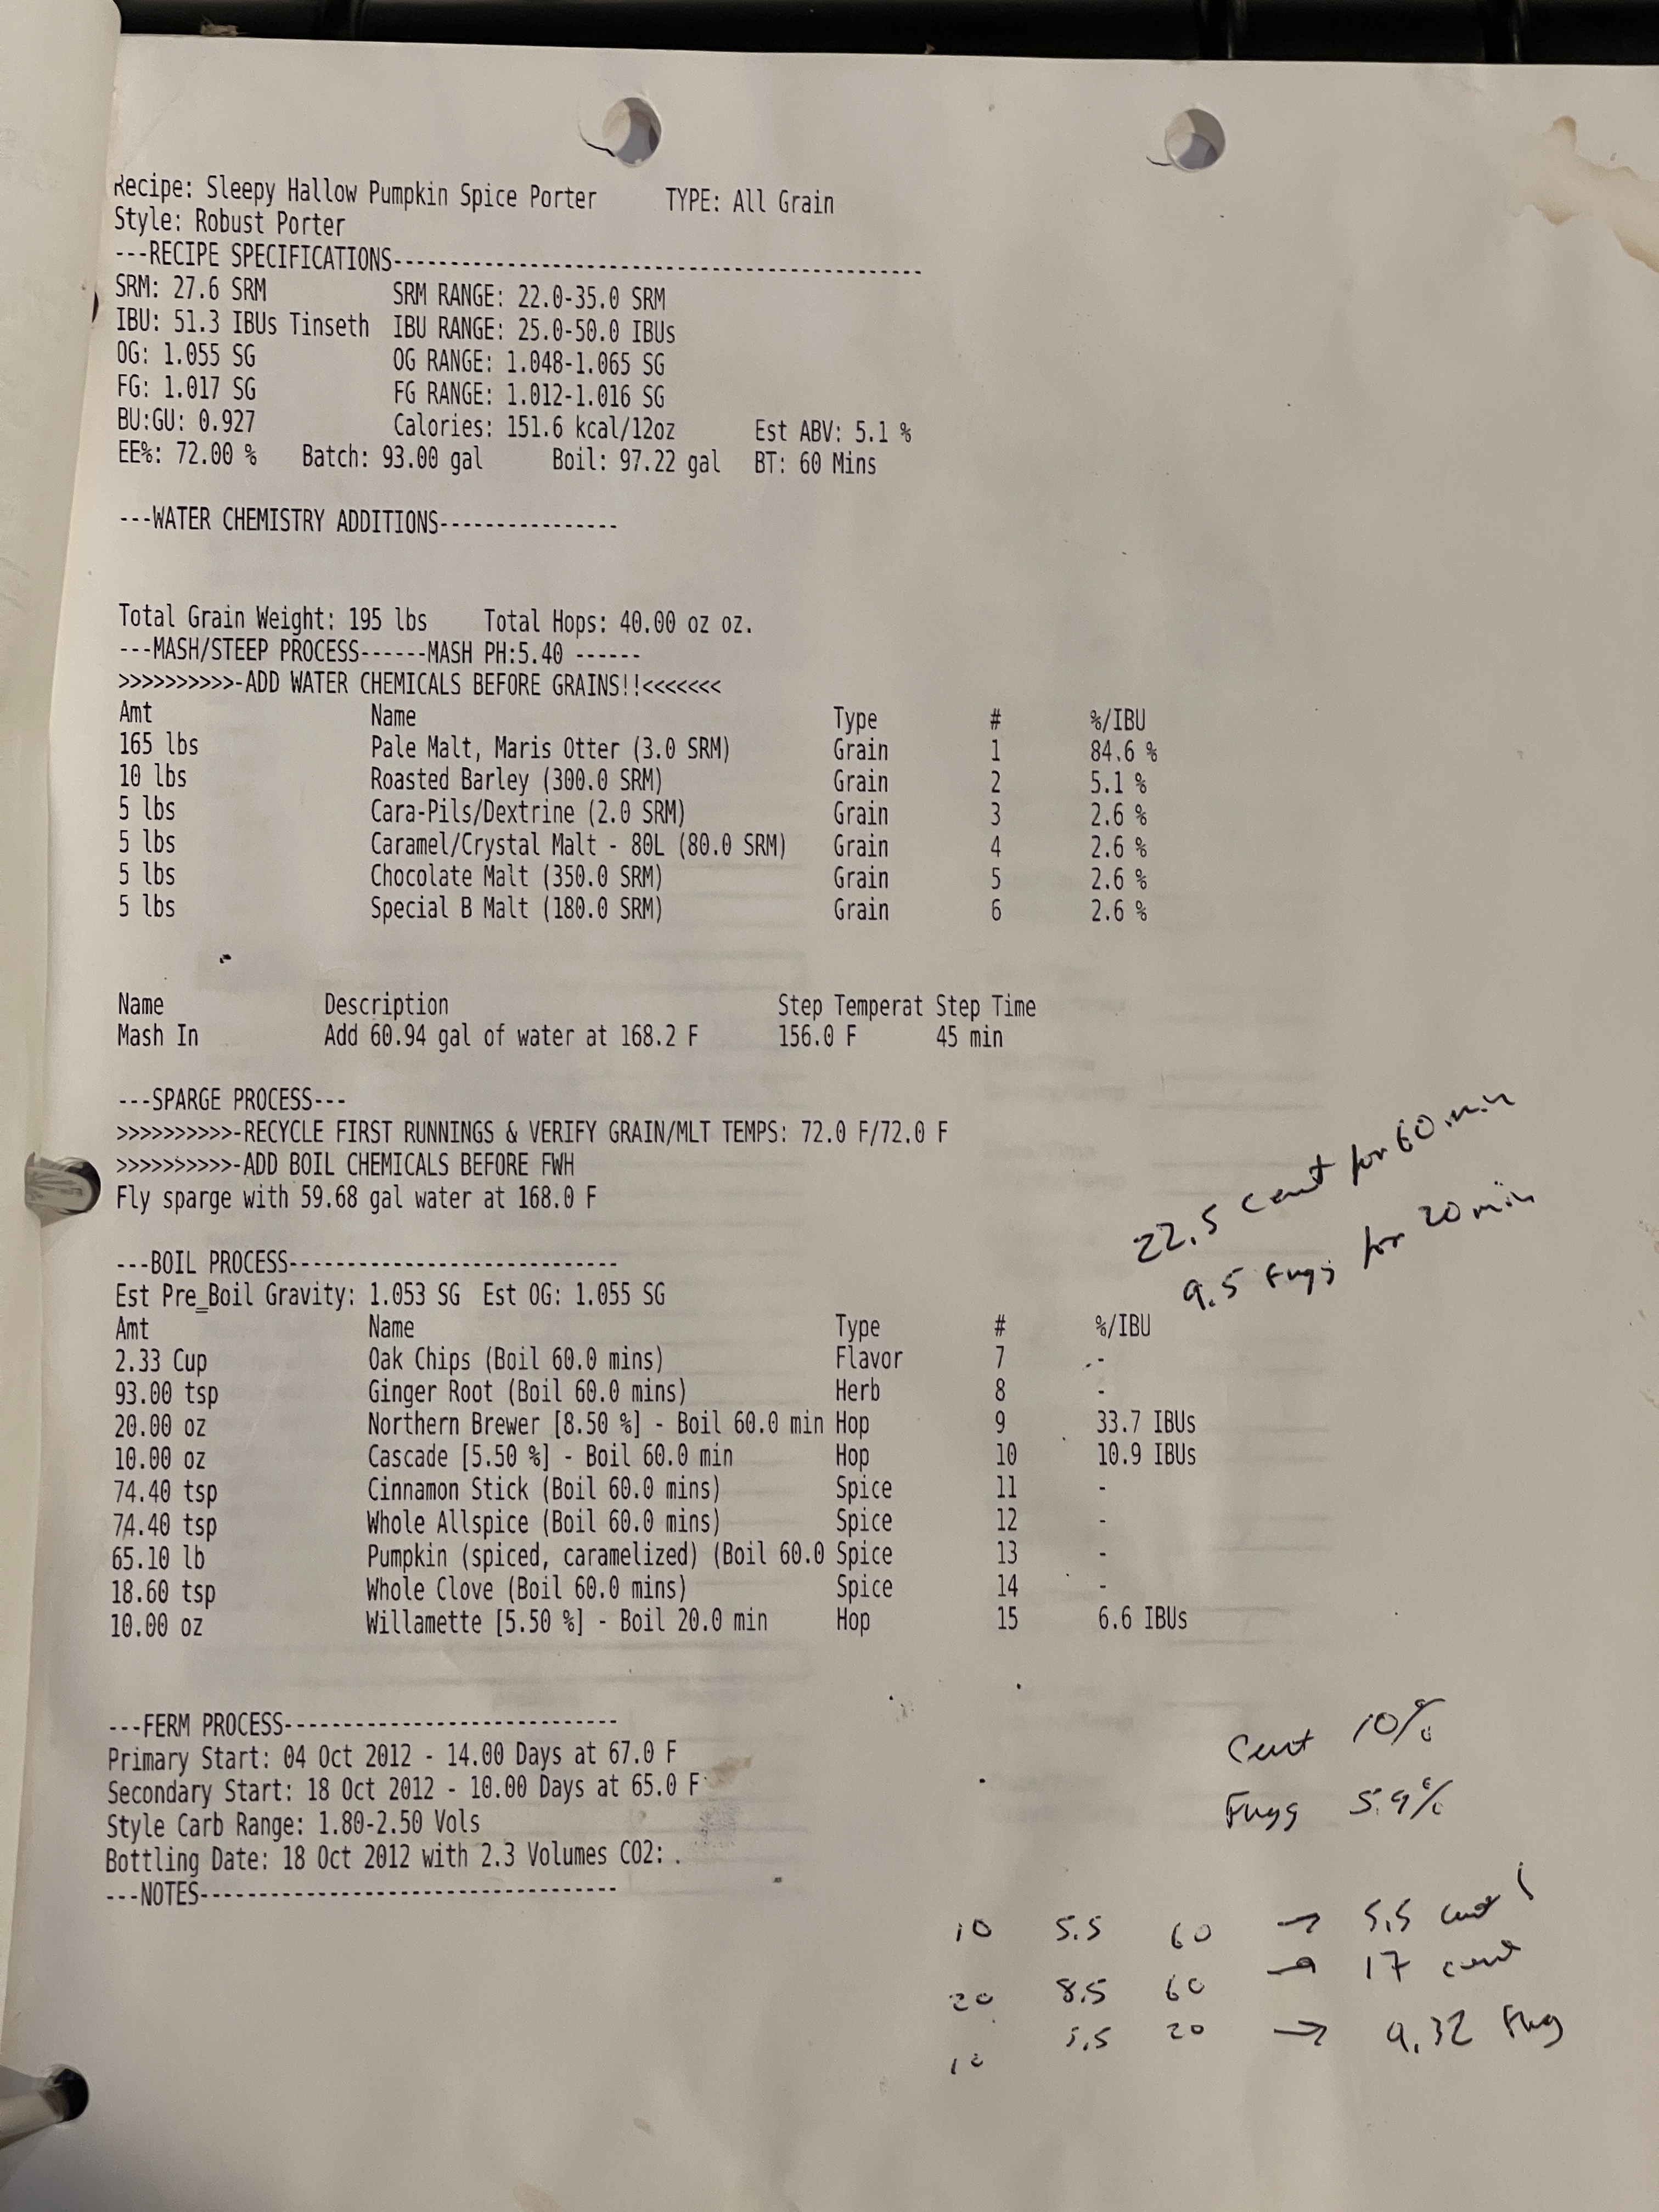 Recipe: Sleepy Hallow Pumpkin Spice Porter TYPE: All Grain
Style: Robust Porter
---RECIPE SPECIFICATIONS-----------------------------------------------
SRM: 27.6 SRM SRM RANGE: 22.0-35.0 SRM
IBU: 51.3 IBUs Tinseth IBU RANGE: 25.0-50.0 IBUs
OG: 1.055 SG OG RANGE: 1.048-1.065 SG
FG: 1.017 SG FG RANGE: 1.012-1.016 SG
BU:GU: 0.927 Calories: 151.6 kcal/12oz Est ABV: 5.1 %
EE%: 72.00 % Batch: 93.00 gal Boil: 97.22 gal BT: 60 Mins
---WATER CHEMISTRY ADDITIONS----------------
Total Grain Weight: 195 lbs Total Hops: 40.00 oz oz.
---MASH/STEEP PROCESS------MASH PH:5.40 ------
>>>>>>>>>>-ADD WATER CHEMICALS BEFORE GRAINS!!<<<<<<<
Amt Name Type # %/IBU
165 lbs Pale Malt, Maris Otter (3.0 SRM) Grain 1 84.6 %
10 lbs Roasted Barley (300.0 SRM) Grain 2 5.1 %
5 lbs Cara-Pils/Dextrine (2.0 SRM) Grain 3 2.6 %
5 lbs Caramel/Crystal Malt - 80L (80.0 SRM) Grain 4 2.6 %
5 lbs Chocolate Malt (350.0 SRM) Grain 5 2.6 %
5 lbs Special B Malt (180.0 SRM) Grain 6 2.6 %
Name Description Step Temperat Step Time
Mash In Add 60.94 gal of water at 168.2 F 156.0 F 45 min
---SPARGE PROCESS---
>>>>>>>>>>-RECYCLE FIRST RUNNINGS & VERIFY GRAIN/MLT TEMPS: 72.0 F/72.0 F
>>>>>>>>>>-ADD BOIL CHEMICALS BEFORE FWH
Fly sparge with 59.68 gal water at 168.0 F
22.5 cent for 60 min
9.5 Fugg for 20 min
---BOIL PROCESS-----------------------------
Est Pre_Boil Gravity: 1.053 SG Est OG: 1.055 SG
Amt Name Type # %/IBU
2.33 Cup Oak Chips (Boil 60.0 mins) Flavor 7 -
93.00 tsp Ginger Root (Boil 60.0 mins) Herb 8 -
20.00 oz Northern Brewer [8.50 %] - Boil 60.0 min Hop 9 33.7 IBUs
10.00 oz Cascade [5.50 %] - Boil 60.0 min Hop 10 10.9 IBUs
74.40 tsp Cinnamon Stick (Boil 60.0 mins) Spice 11 -
74.40 tsp Whole Allspice (Boil 60.0 mins) Spice 12 -
65.10 lb Pumpkin (spiced, caramelized) (Boil 60.0 Spice 13 -
18.60 tsp Whole Clove (Boil 60.0 mins) Spice 14 -
10.00 oz Willamette [5.50 %] - Boil 20.0 min Hop 15 6.6 IBUs
---FERM PROCESS-----------------------------
Primary Start: 04 Oct 2012 - 14.00 Days at 67.0 F
Secondary Start: 18 Oct 2012 - 10.00 Days at 65.0 F
Style Carb Range: 1.80-2.50 Vols
Bottling Date: 18 Oct 2012 with 2.3 Volumes CO2: .
---NOTES------------------------------------
Cent 10%
Fugg 5.9%
10 5.5 60 → 5.5 cent
20 8.5 60 → 17 cent
10 5.5 20 → 9.32 Fug